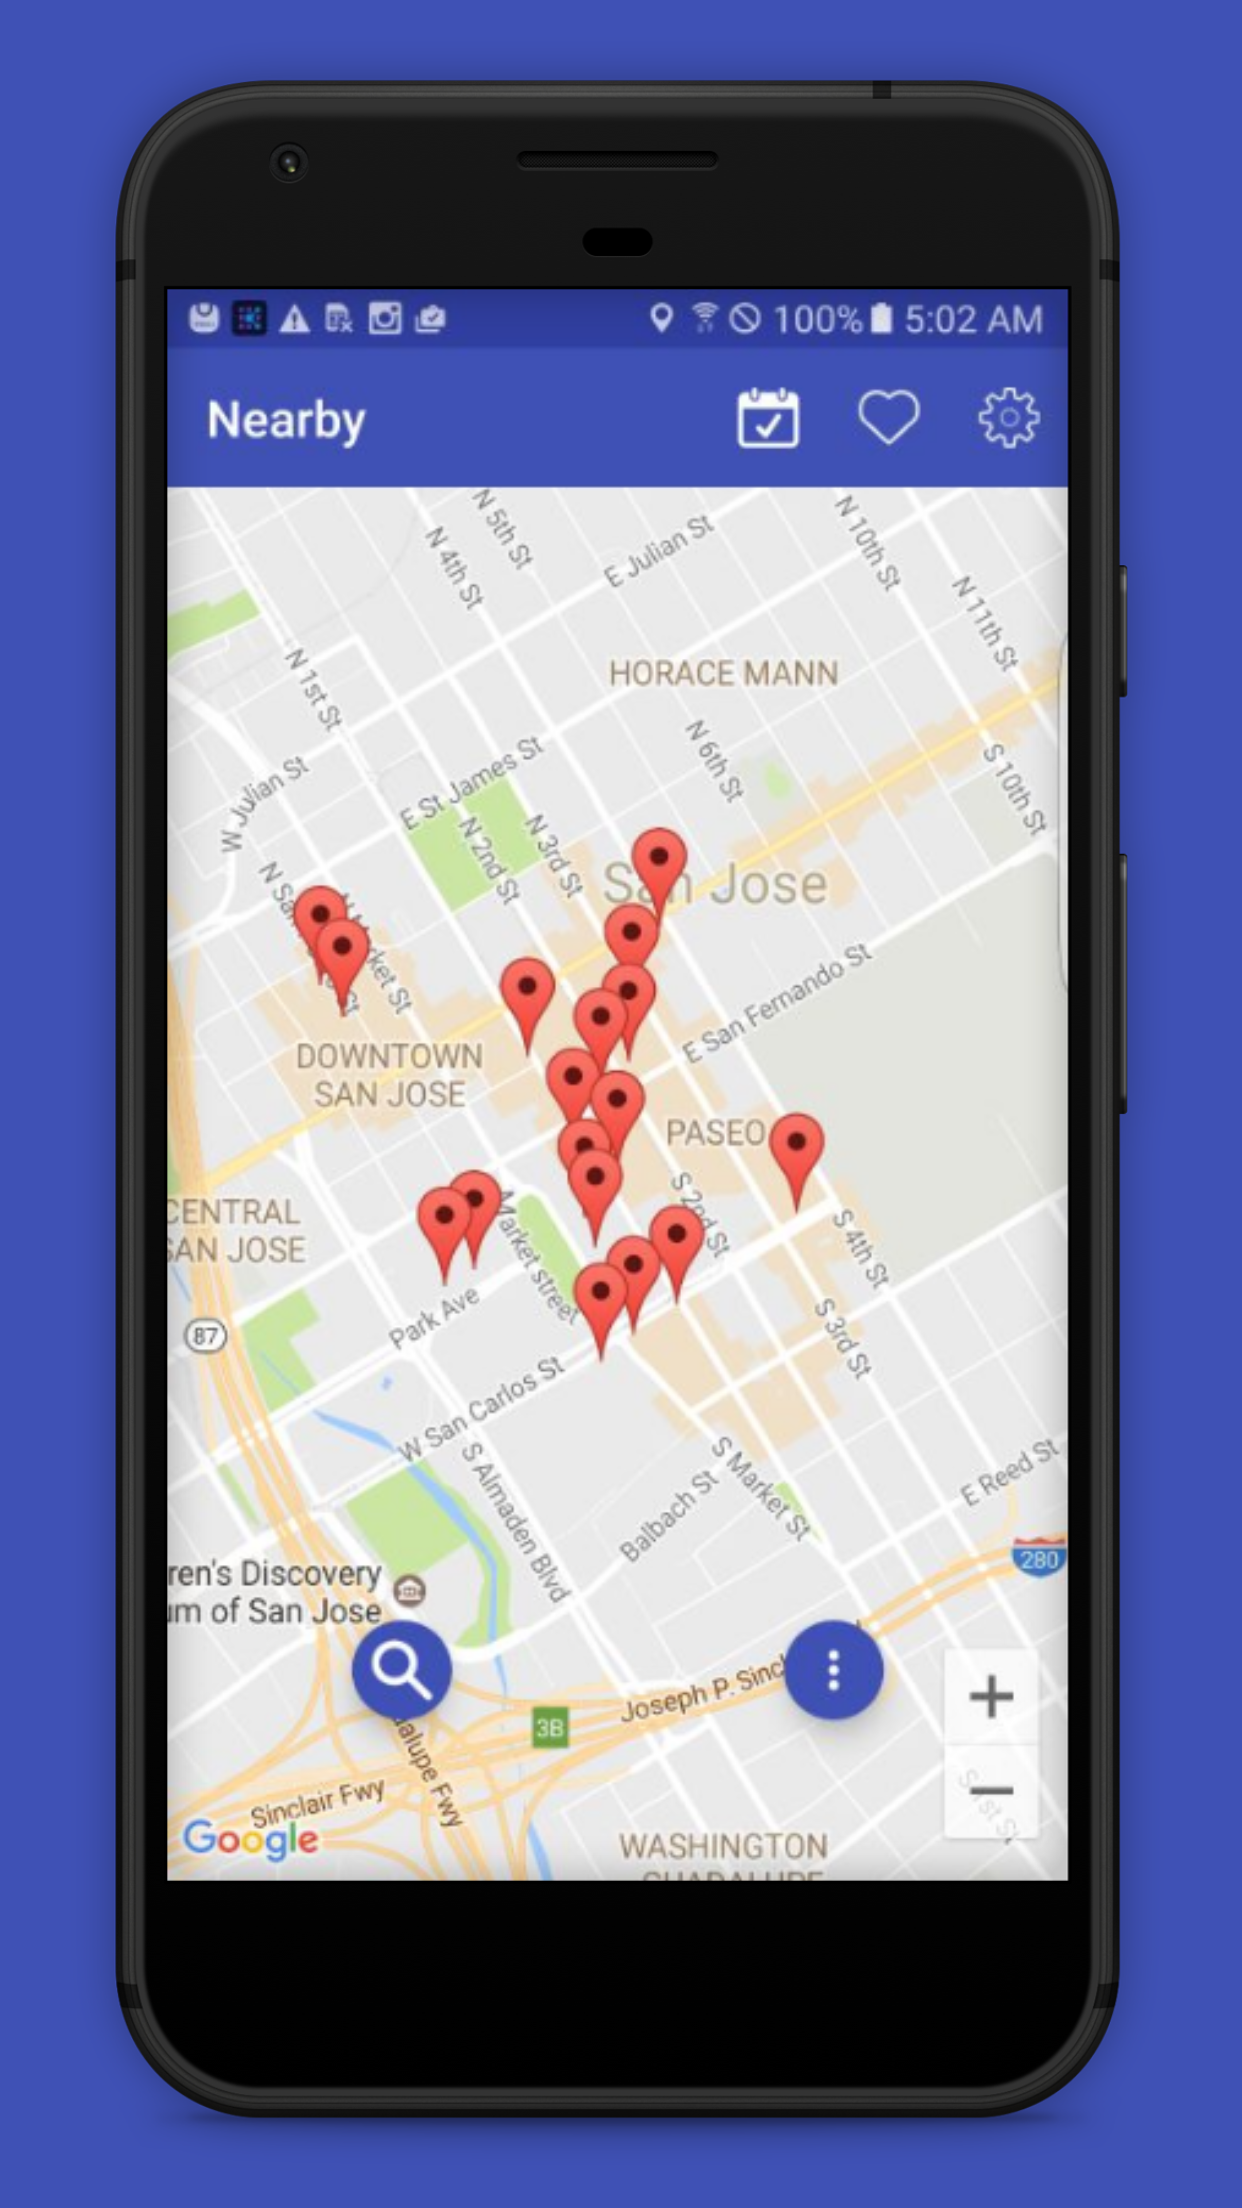 100% 5:02 AM
Nearby
N 5th St
N 4th St
E Julian St
N 10th St
N 11th St
N 1st St
HORACE MANN
N 6th St
S 10th St
W Julian St
E St James St
N 2nd St
N 3rd St
San Jose
E San Fernando St
DOWNTOWN
SAN JOSE
PASEO
CENTRAL
SAN JOSE
Market street
S 2nd St
S 4th St
87
Park Ave
S 3rd St
W San Carlos St
S Almaden Blvd
S Market St
Balbach St
E Reed St
280
ren's Discovery
um of San Jose
Joseph P. Sincl
3B
alupe Fwy
Sinclair Fwy
S 1st St
Google
WASHINGTON
GUADALUPE